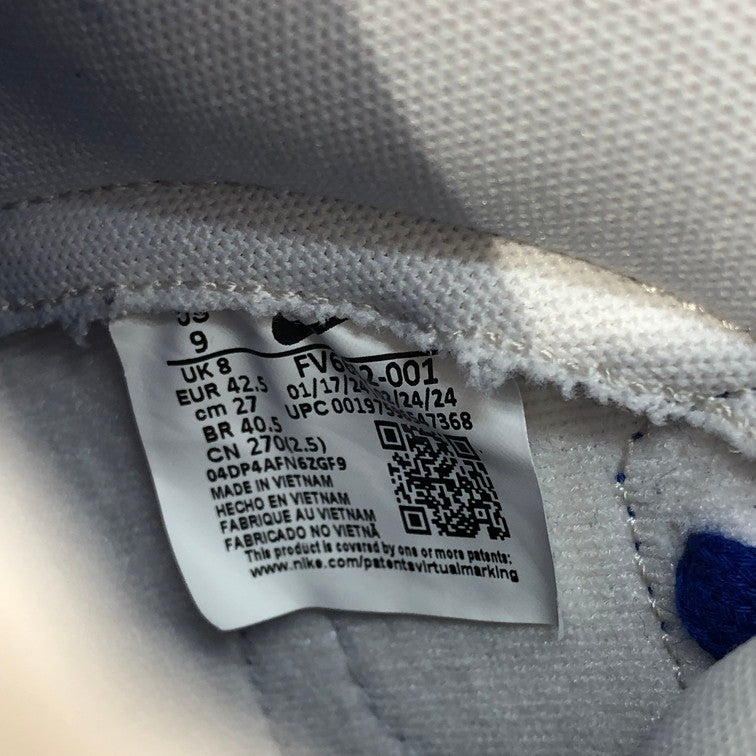 9
UK 8
EUR 42.5
cm 27
BR 40.5
CN 270(2.5)
04DP4AFN6ZGF9
MADE IN VIETNAM
HECHO EN VIETNAM
FABRIQUE AU VIETNAM
FABRICADO NO VIETNÃ
UPC
This product is covered by one or more patents:
www.nike.com/patentsvirtualmarking